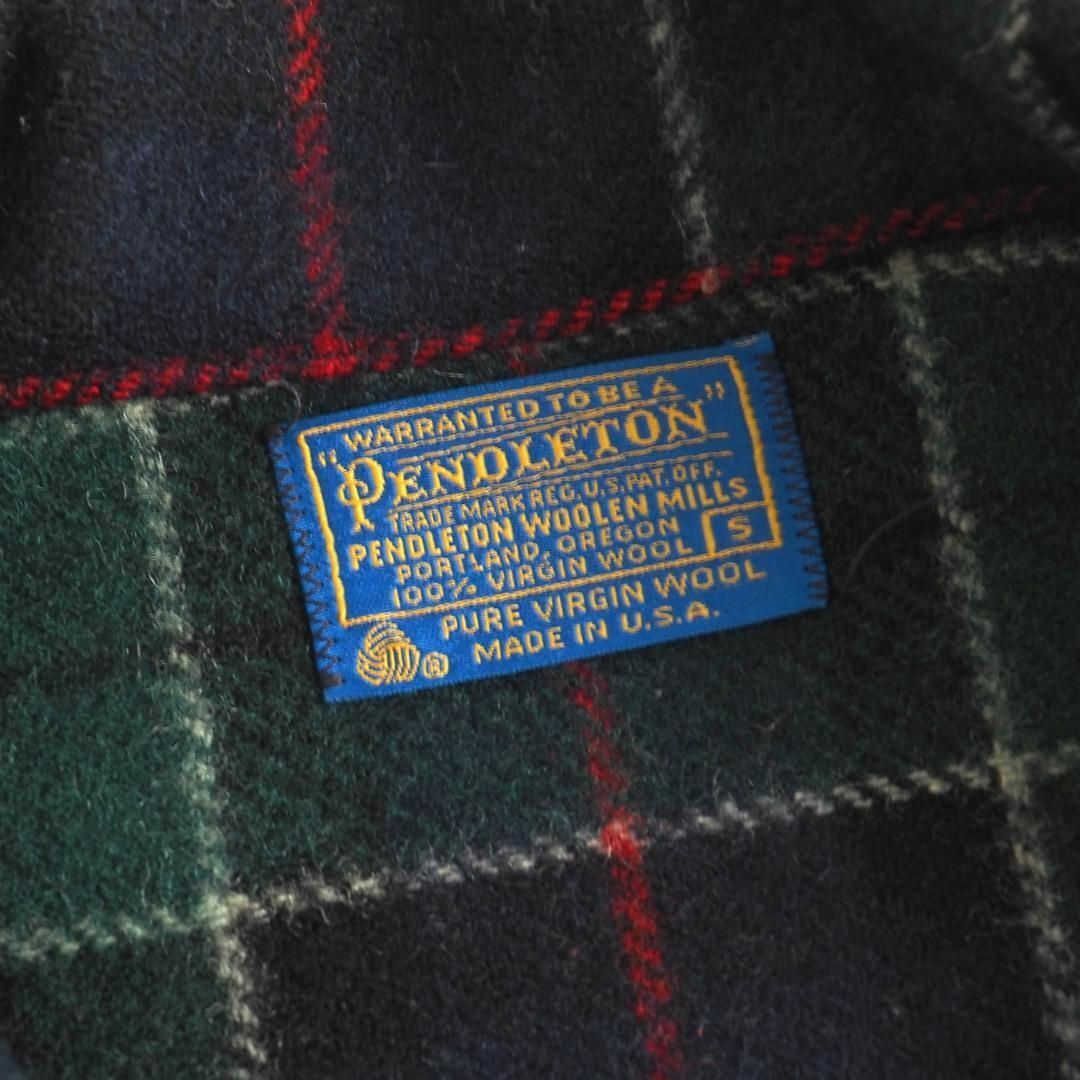 "WARRANTED TO BE A
PENDLETON"
TRADE MARK REG. U.S. PAT. OFF.
PENDLETON WOOLEN MILLS
PORTLAND, OREGON
100% VIRGIN WOOL
S
PURE VIRGIN WOOL
® MADE IN U.S.A.